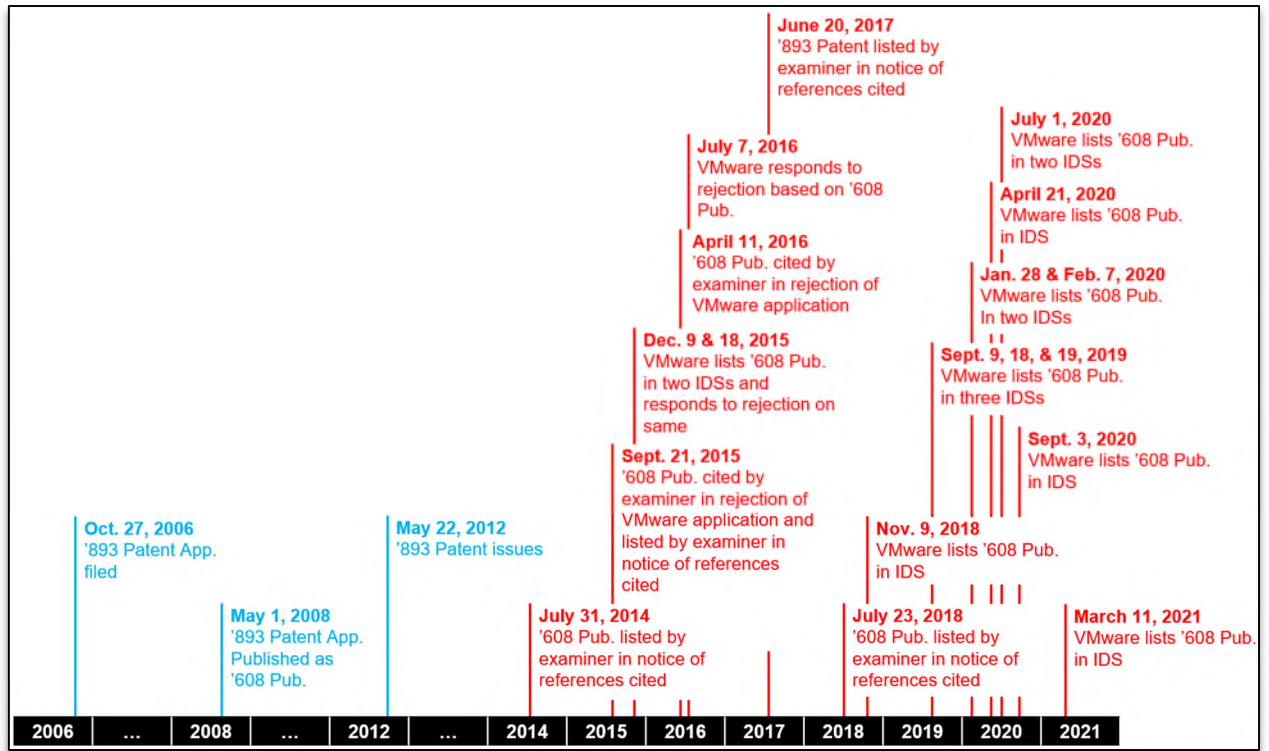 June 20, 2017
’893 Patent listed by
examiner in notice of
references cited
July 1, 2020
VMware lists ’608 Pub.
in two IDSs
July 7, 2016
VMware responds to
rejection based on ’608
Pub.
April 21, 2020
VMware lists ’608 Pub.
in IDS
April 11, 2016
’608 Pub. cited by
examiner in rejection of
VMware application
Jan. 28 & Feb. 7, 2020
VMware lists ’608 Pub.
In two IDSs
Dec. 9 & 18, 2015
VMware lists ’608 Pub.
in two IDSs and
responds to rejection on
same
Sept. 9, 18, & 19, 2019
VMware lists ’608 Pub.
in three IDSs
Sept. 21, 2015
’608 Pub. cited by
examiner in rejection of
VMware application and
listed by examiner in
notice of references
cited
Sept. 3, 2020
VMware lists ’608 Pub.
in IDS
Oct. 27, 2006
’893 Patent App.
filed
May 22, 2012
’893 Patent issues
Nov. 9, 2018
VMware lists ’608 Pub.
in IDS
May 1, 2008
’893 Patent App.
Published as
’608 Pub.
July 31, 2014
’608 Pub. listed by
examiner in notice of
references cited
July 23, 2018
’608 Pub. listed by
examiner in notice of
references cited
March 11, 2021
VMware lists ’608 Pub.
in IDS
2006 ... 2008 ... 2012 ... 2014 2015 2016 2017 2018 2019 2020 2021